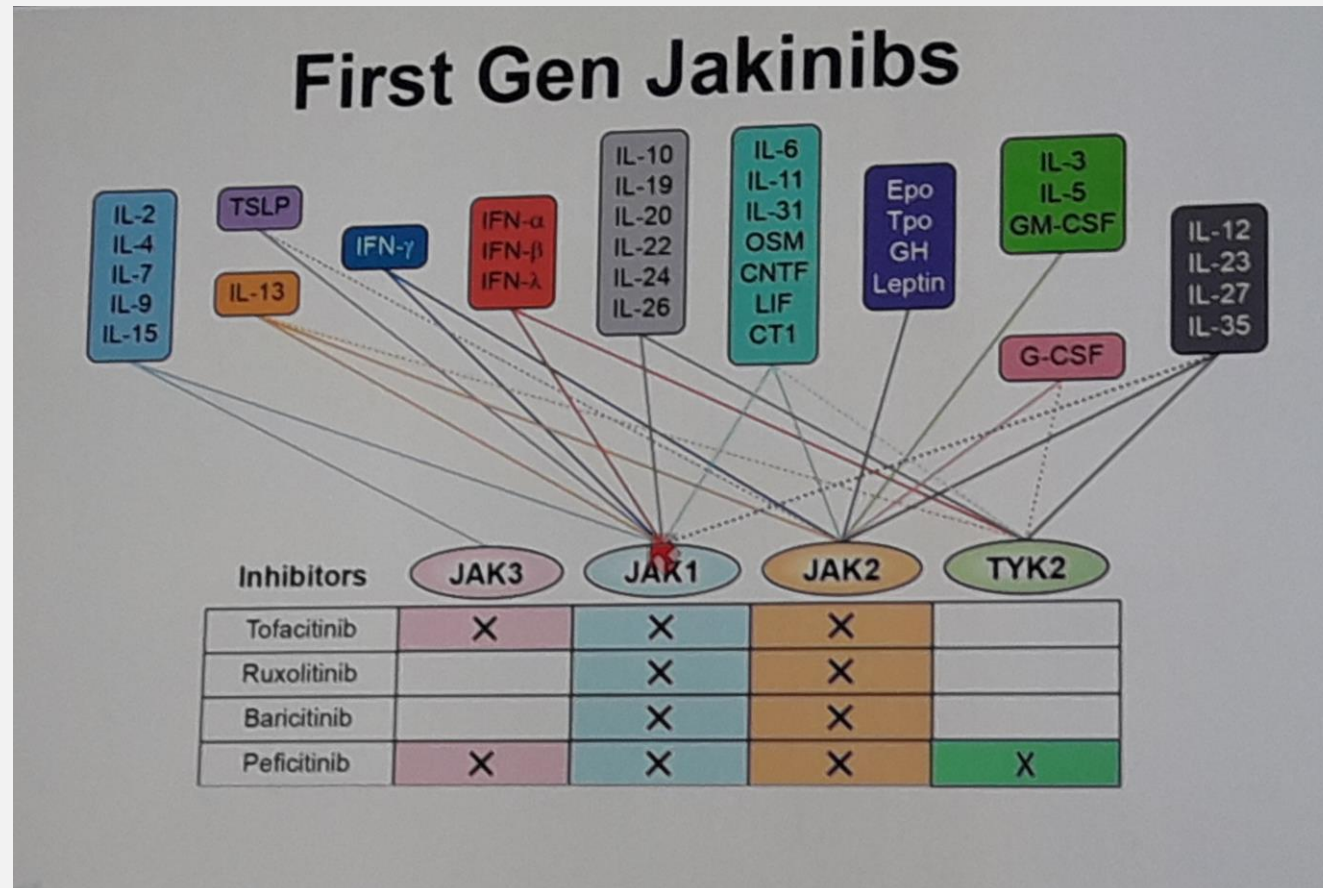 First Gen Jakinibs
IL-2
IL-4
IL-7
IL-9
IL-15
TSLP
IL-13
IFN-γ
IFN-α
IFN-β
IFN-λ
IL-10
IL-19
IL-20
IL-22
IL-24
IL-26
IL-6
IL-11
IL-31
OSM
CNTF
LIF
CT1
Epo
Tpo
GH
Leptin
IL-3
IL-5
GM-CSF
G-CSF
IL-12
IL-23
IL-27
IL-35
Inhibitors JAK3 JAK1 JAK2 TYK2
Tofacitinib X X X
Ruxolitinib X X
Baricitinib X X
Peficitinib X X X X